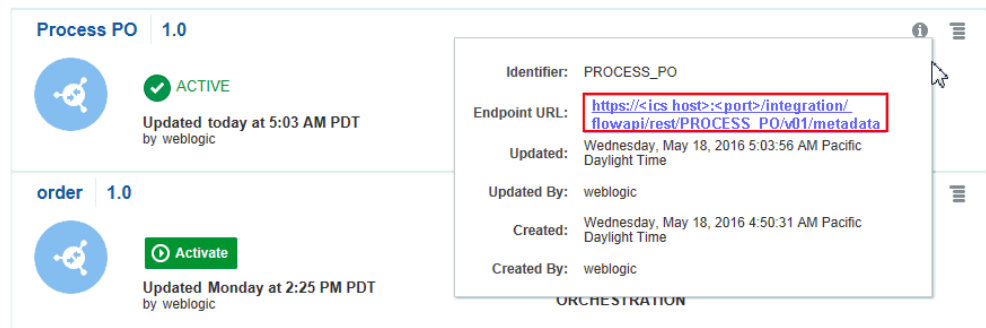 Process PO 1.0
ACTIVE
Updated today at 5:03 AM PDT
by weblogic
Identifier: PROCESS_PO
Endpoint URL: https://<ics host>:<port>/integration/
flowapi/rest/PROCESS_PO/v01/metadata
Updated: Wednesday, May 18, 2016 5:03:56 AM Pacific
Daylight Time
Updated By: weblogic
Created: Wednesday, May 18, 2016 4:50:31 AM Pacific
Daylight Time
Created By: weblogic
order 1.0
Activate
Updated Monday at 2:25 PM PDT
by weblogic
ORCHESTRATION